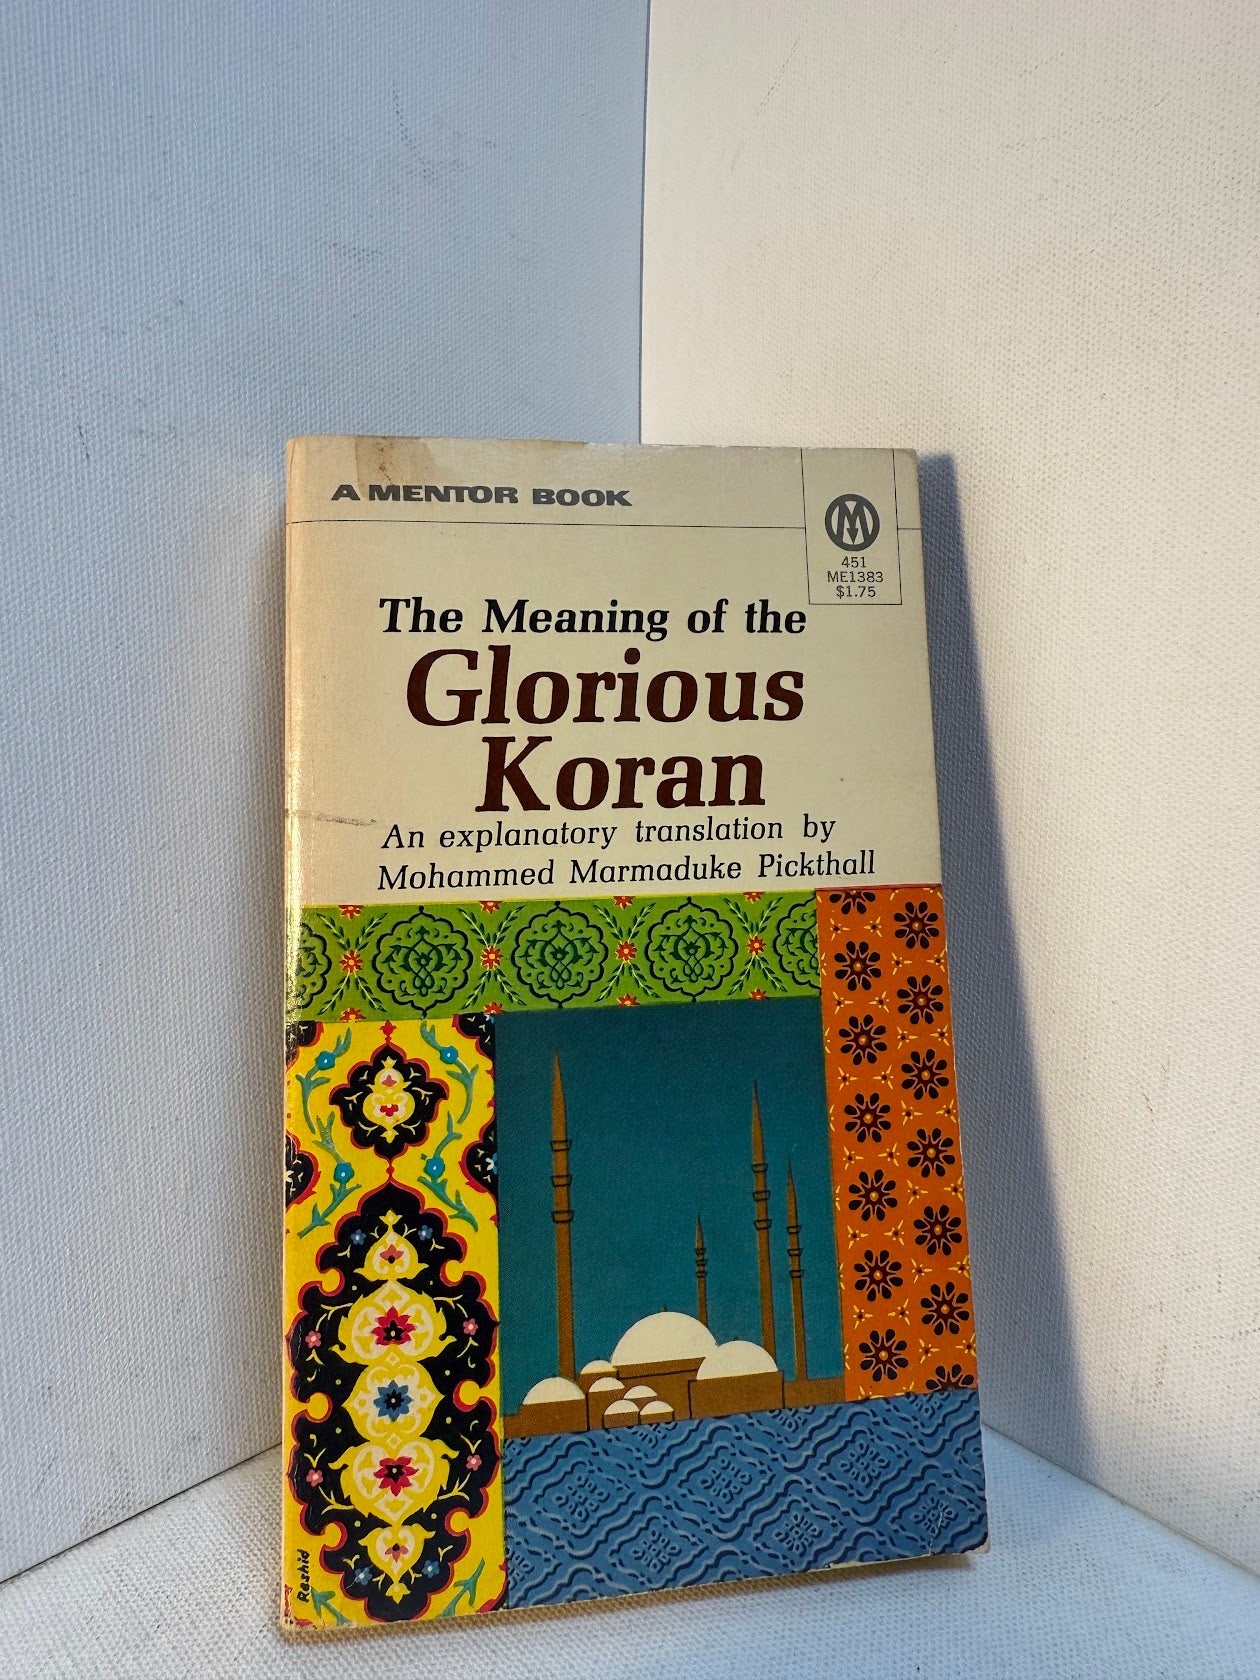 A MENTOR BOOK
M
451
ME1383
$1.75
The Meaning of the
Glorious
Koran
An explanatory translation by
Mohammed Marmaduke Pickthall
Reshid